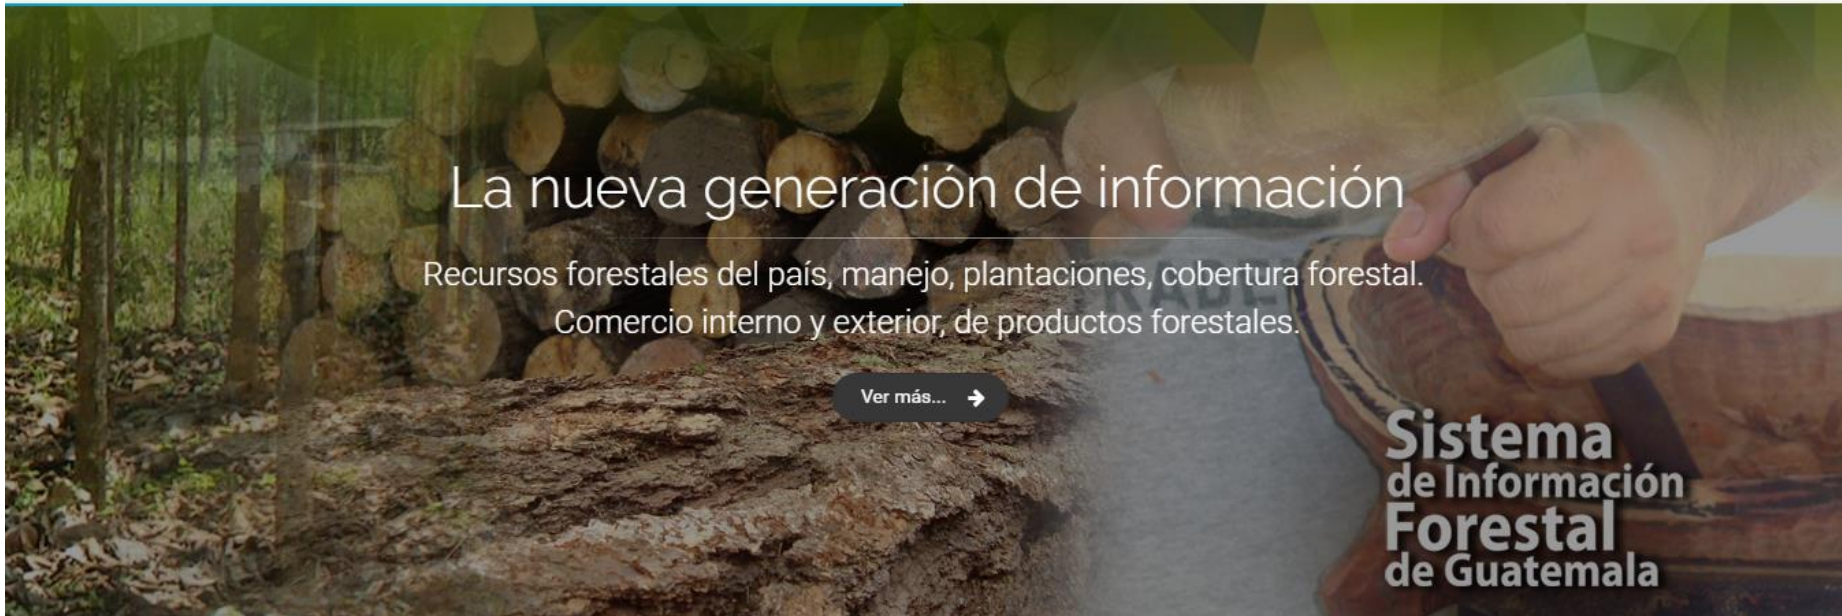 La nueva generación de información
Recursos forestales del país, manejo, plantaciones, cobertura forestal.
Comercio interno y exterior, de productos forestales.
Ver más...
Sistema
de Información
Forestal
de Guatemala